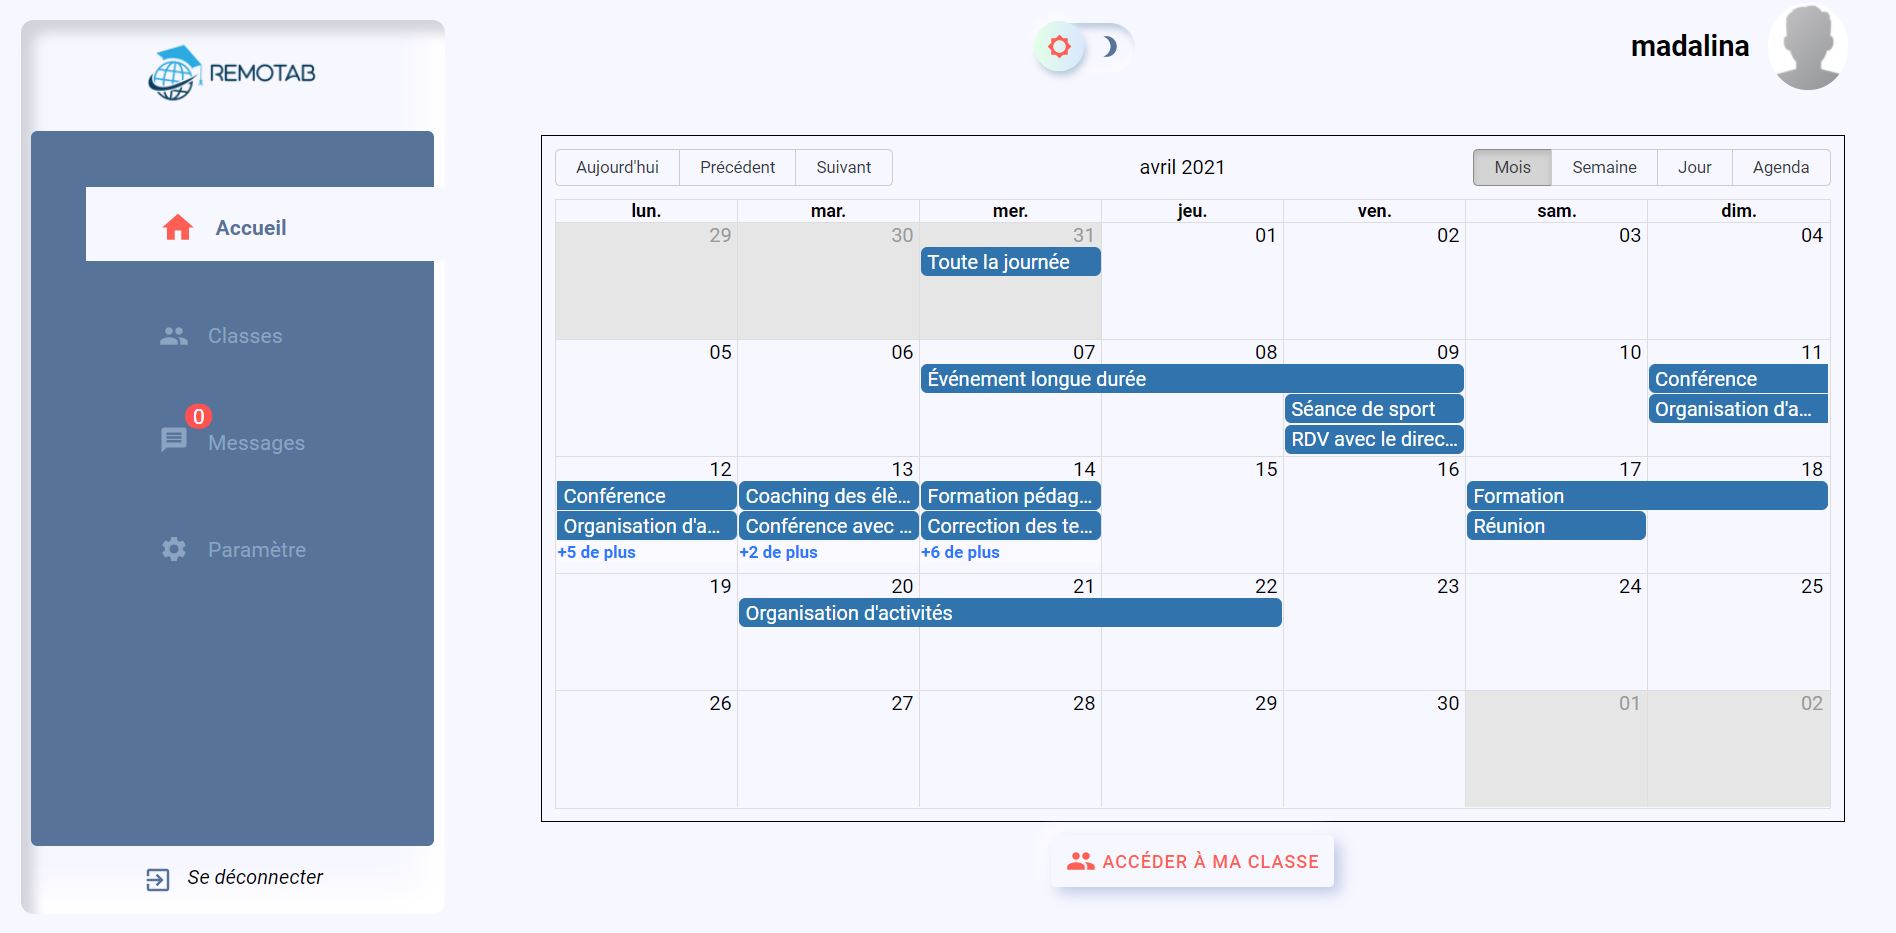 REMOTAB
madalina
Accueil
Classes
0
Messages
Paramètre
Se déconnecter
Aujourd'hui Précédent Suivant avril 2021 Mois Semaine Jour Agenda
lun. mar. mer. jeu. ven. sam. dim.
29 30 31 01 02 03 04
Toute la journée
05 06 07 08 09 10 11
Événement longue durée Conférence
Séance de sport Organisation d'a...
RDV avec le direc...
12 13 14 15 16 17 18
Conférence Coaching des élè... Formation pédag... Formation
Organisation d'a... Conférence avec ... Correction des te... Réunion
+5 de plus +2 de plus +6 de plus
19 20 21 22 23 24 25
Organisation d'activités
26 27 28 29 30 01 02
ACCÉDER À MA CLASSE